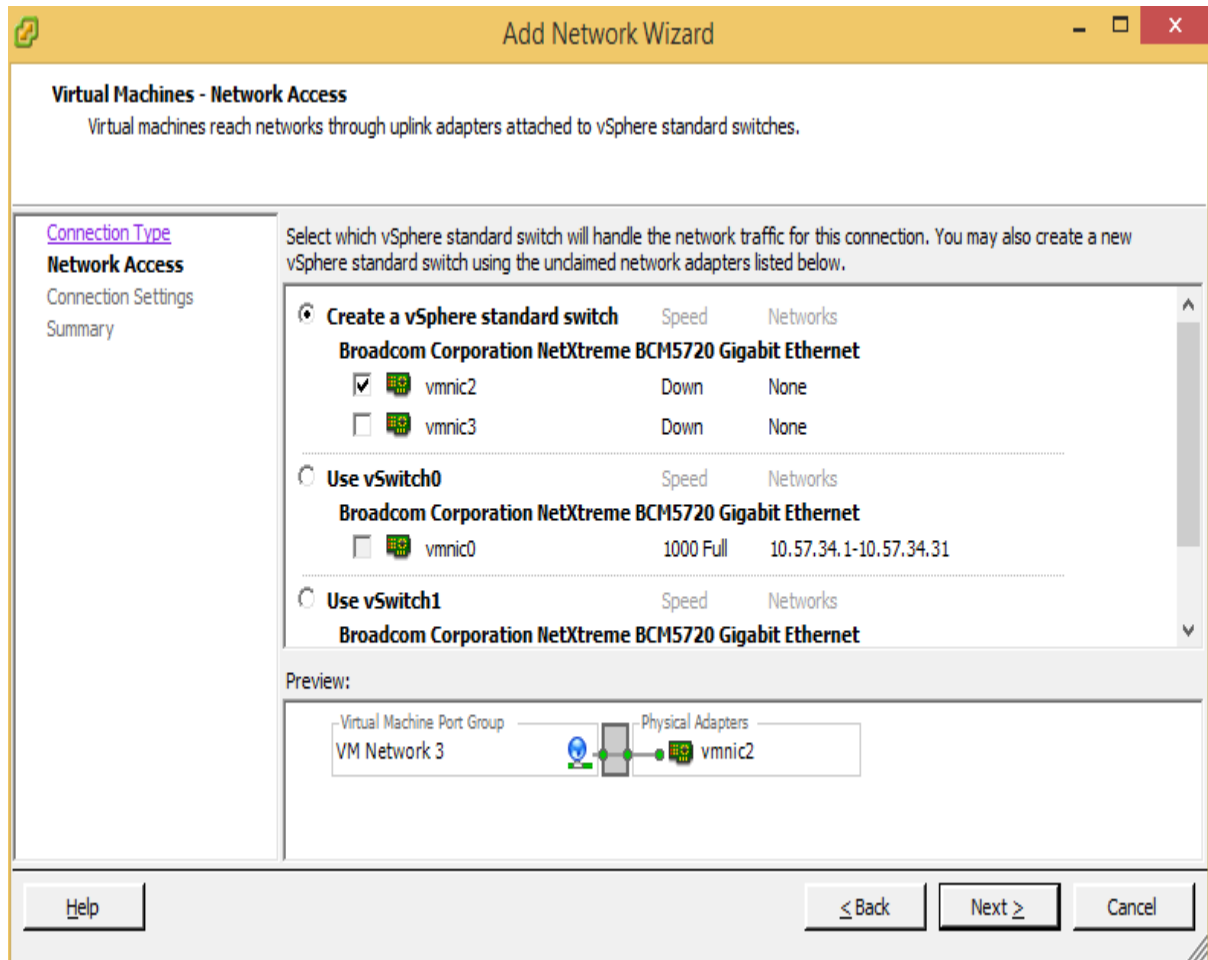 Add Network Wizard
Virtual Machines - Network Access
Virtual machines reach networks through uplink adapters attached to vSphere standard switches.
Connection Type
Network Access
Connection Settings
Summary
Select which vSphere standard switch will handle the network traffic for this connection. You may also create a new
vSphere standard switch using the unclaimed network adapters listed below.
Create a vSphere standard switch Speed Networks
Broadcom Corporation NetXtreme BCM5720 Gigabit Ethernet
vmnic2 Down None
vmnic3 Down None
Use vSwitch0 Speed Networks
Broadcom Corporation NetXtreme BCM5720 Gigabit Ethernet
vmnic0 1000 Full 10.57.34.1-10.57.34.31
Use vSwitch1 Speed Networks
Broadcom Corporation NetXtreme BCM5720 Gigabit Ethernet
Preview:
Virtual Machine Port Group Physical Adapters
VM Network 3 vmnic2
Help < Back Next > Cancel